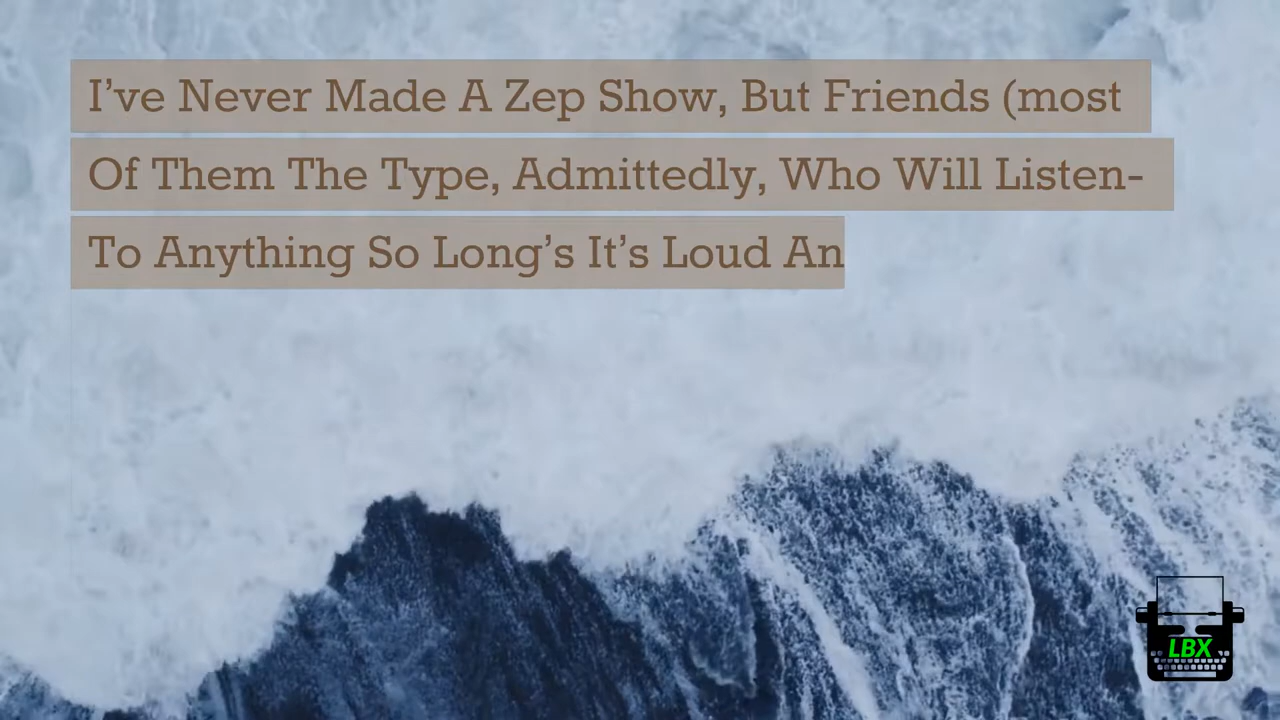 I’ve Never Made A Zep Show, But Friends (most
Of Them The Type, Admittedly, Who Will Listen-
To Anything So Long’s It’s Loud An
LBX